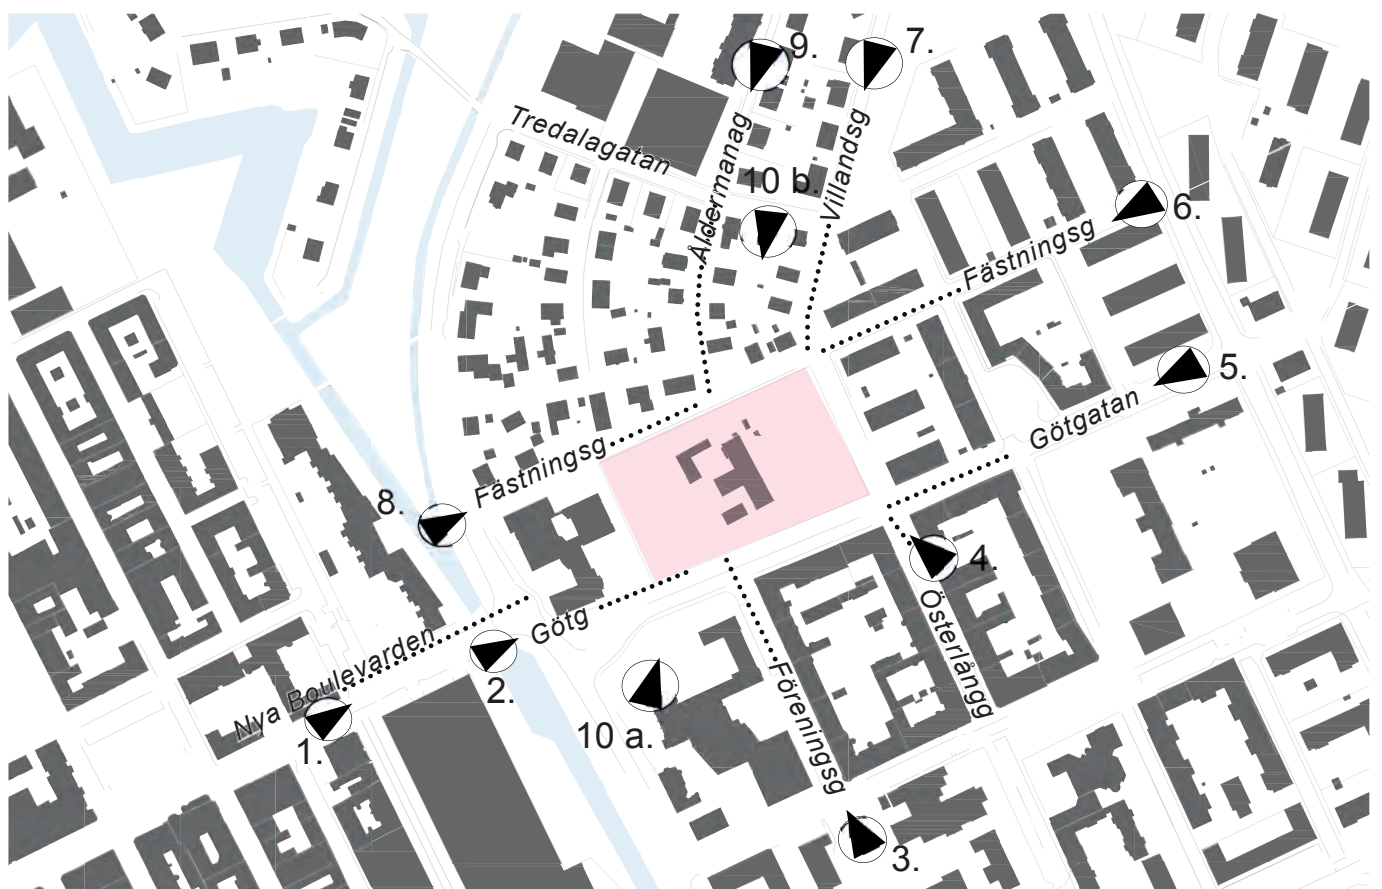 9.
7.
Tredalagatan
Åldermanag
Villandsg
10 b.
6.
Fästningsg
5.
Götgatan
Fästningsg
8.
4.
Österlångg
Götg
Nya Boulevarden
2.
Föreningsg
1.
10 a.
3.